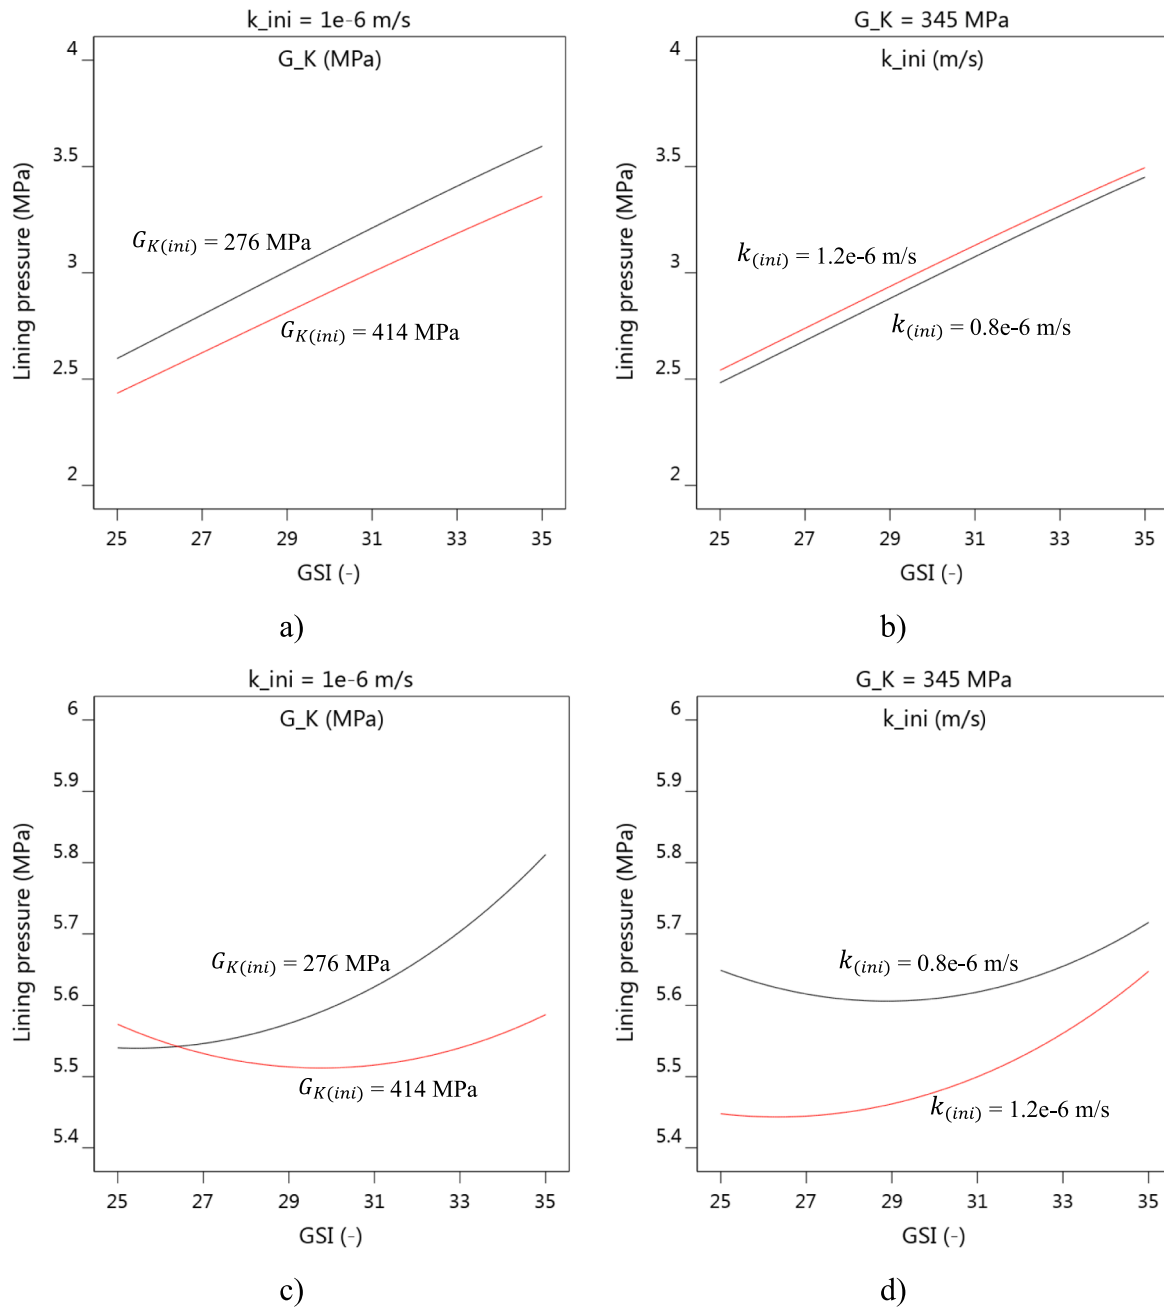 k_ini = 1e-6 m/s
G_K (MPa)
4
3.5
3
2.5
2
Lining pressure (MPa)
G_K(ini) = 276 MPa
G_K(ini) = 414 MPa
25 27 29 31 33 35
GSI (-)
a)
G_K = 345 MPa
k_ini (m/s)
4
3.5
3
2.5
2
Lining pressure (MPa)
k_(ini) = 1.2e-6 m/s
k_(ini) = 0.8e-6 m/s
25 27 29 31 33 35
GSI (-)
b)
k_ini = 1e-6 m/s
G_K (MPa)
6
5.9
5.8
5.7
5.6
5.5
5.4
Lining pressure (MPa)
G_K(ini) = 276 MPa
G_K(ini) = 414 MPa
25 27 29 31 33 35
GSI (-)
c)
G_K = 345 MPa
k_ini (m/s)
6
5.9
5.8
5.7
5.6
5.5
5.4
Lining pressure (MPa)
k_(ini) = 0.8e-6 m/s
k_(ini) = 1.2e-6 m/s
25 27 29 31 33 35
GSI (-)
d)